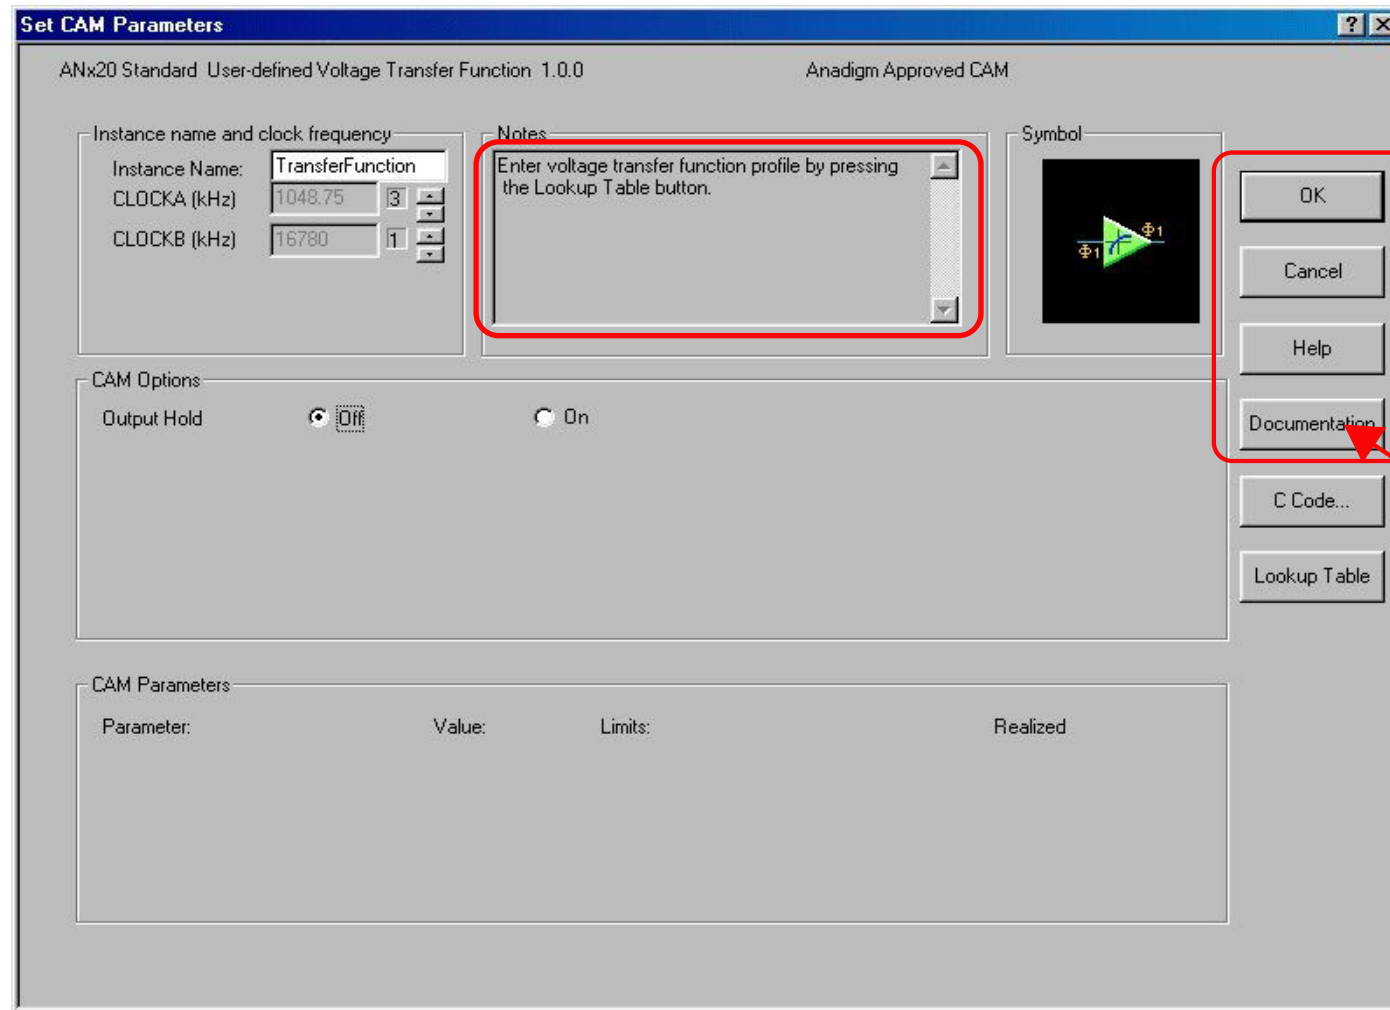 Set CAM Parameters
ANx20 Standard User-defined Voltage Transfer Function 1.0.0
Anadigm Approved CAM
Instance name and clock frequency
Instance Name: TransferFunction
CLOCKA (kHz) 1048.75 3
CLOCKB (kHz) 16780 1
Notes
Enter voltage transfer function profile by pressing
the Lookup Table button.
Symbol
Φ1 Φ1
OK
Cancel
Help
Documentation
C Code...
Lookup Table
CAM Options
Output Hold Off On
CAM Parameters
Parameter: Value: Limits: Realized